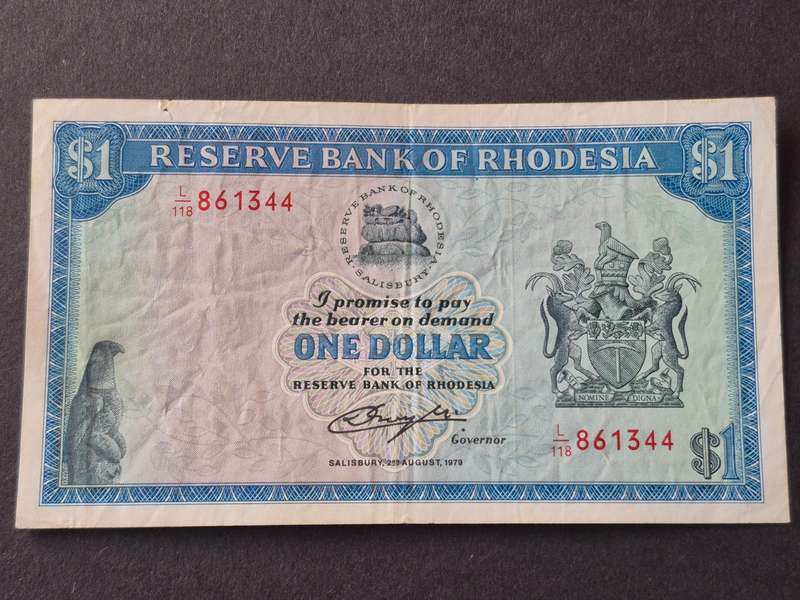 $1 RESERVE BANK OF RHODESIA $1
L/118 861344
RESERVE BANK OF RHODESIA
SALISBURY
I promise to pay
the bearer on demand
ONE DOLLAR
FOR THE
RESERVE BANK OF RHODESIA
Governor
SALISBURY, AUGUST, 1979
NOMINE DIGNA
L/118 861344
$1